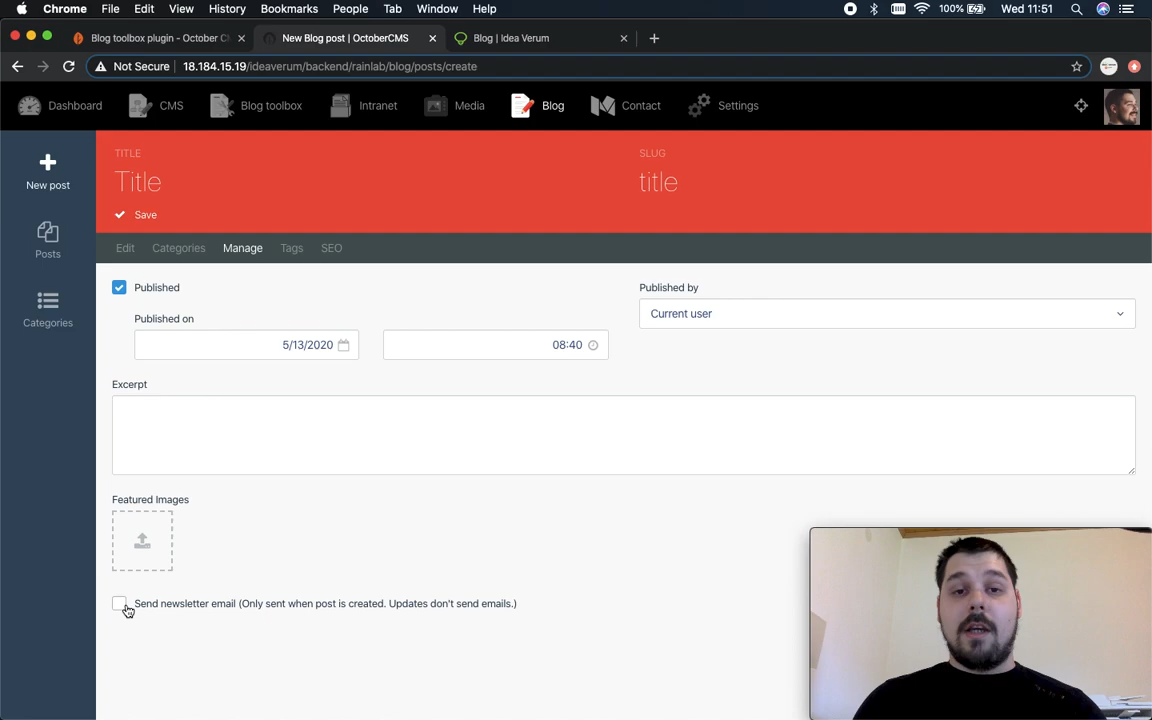 Chrome File Edit View History Bookmarks People Tab Window Help 100% Wed 11:51
Blog toolbox plugin - October C New Blog post | OctoberCMS Blog | Idea Verum
Not Secure 18.184.15.19/ideaverum/backend/rainlab/blog/posts/create
Dashboard CMS Blog toolbox Intranet Media Blog Contact Settings
TITLE SLUG
Title title
New post
Save
Edit Categories Manage Tags SEO
Posts
Published Published by
Current user
Published on
Categories
5/13/2020 08:40
Excerpt
Featured Images
Send newsletter email (Only sent when post is created. Updates don't send emails.)